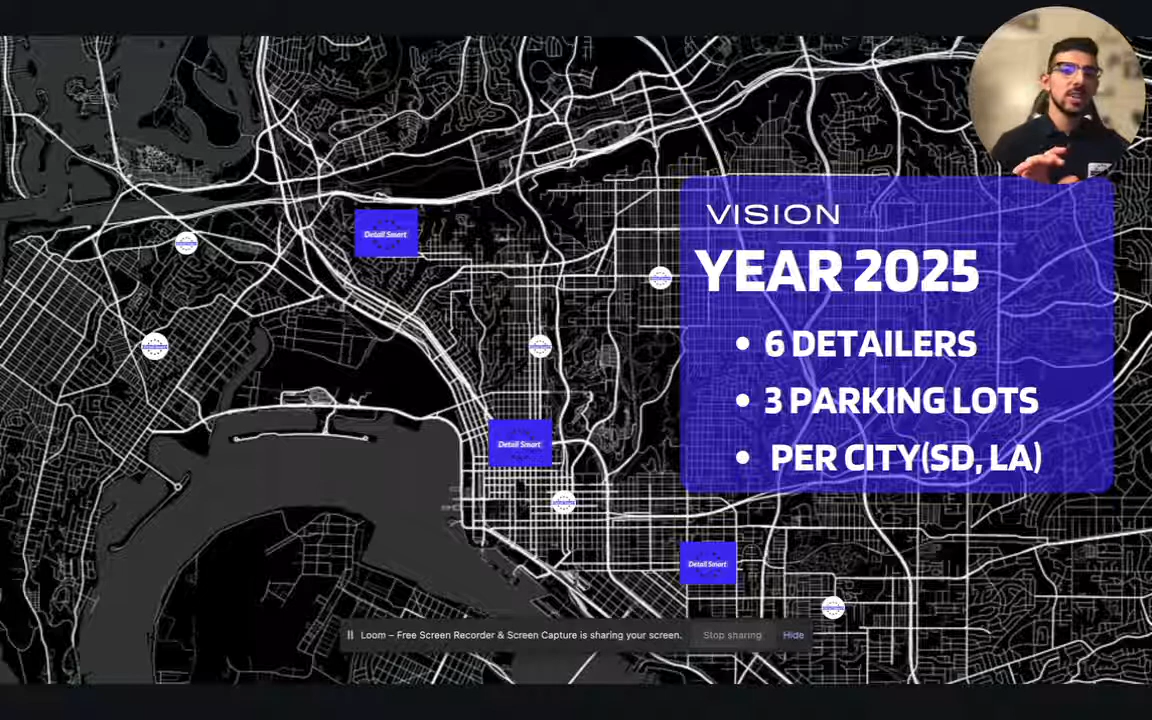 VISION
YEAR 2025
• 6 DETAILERS
• 3 PARKING LOTS
• PER CITY(SD, LA)
Detail Smart
Detail Smart
Detail Smart
Loom – Free Screen Recorder & Screen Capture is sharing your screen.
Stop sharing
Hide